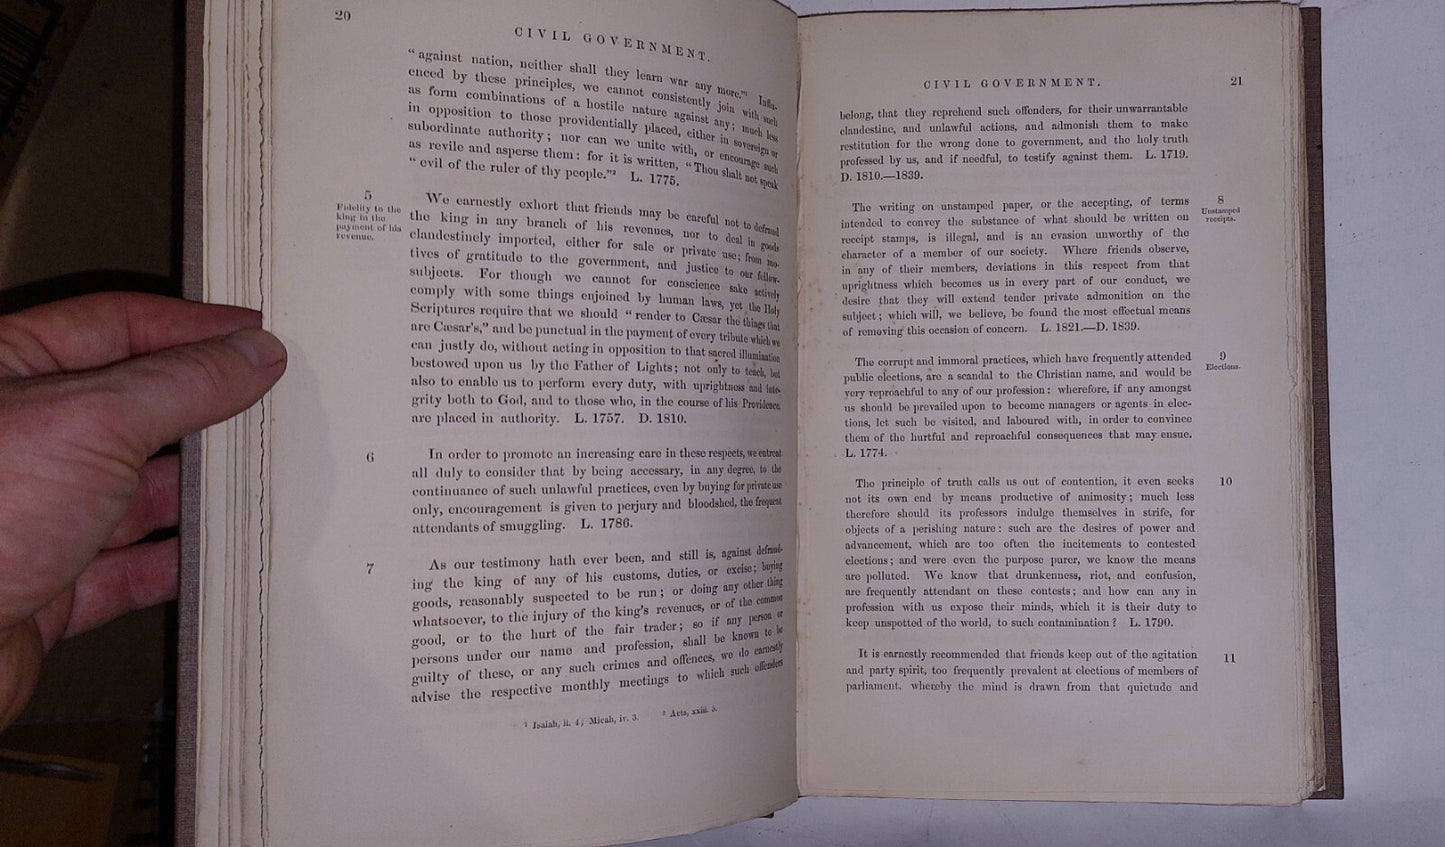 20
CIVIL GOVERNMENT.
“against nation, neither shall they learn war any more.”¹ Influ-
enced by these principles, we cannot consistently join with such
as form combinations of a hostile nature against any; much less
in opposition to those providentially placed, either in sovereign or
subordinate authority; nor can we unite with, or encourage such
as revile and asperse them: for it is written, “Thou shalt not speak
“evil of the ruler of thy people.”² L. 1775.
5
Fidelity to the
king in the
payment of his
revenue.
We earnestly exhort that friends may be careful not to defraud
the king in any branch of his revenues, nor to deal in goods
clandestinely imported, either for sale or private use; from mo-
tives of gratitude to the government, and justice to our fellow-
subjects. For though we cannot for conscience sake actively
comply with some things enjoined by human laws, yet the Holy
Scriptures require that we should “render to Cæsar the things that
are Cæsar’s,” and be punctual in the payment of every tribute which we
can justly do, without acting in opposition to that sacred illumination
bestowed upon us by the Father of Lights; not only to teach, but
also to enable us to perform every duty, with uprightness and inte-
grity both to God, and to those who, in the course of his Providence,
are placed in authority. L. 1757. D. 1810.
6
In order to promote an increasing care in these respects, we entreat
all duly to consider that by being accessary, in any degree, to the
continuance of such unlawful practices, even by buying for private use
only, encouragement is given to perjury and bloodshed, the frequent
attendants of smuggling. L. 1786.
7
As our testimony hath ever been, and still is, against defraud-
ing the king of any of his customs, duties, or excise; buying
goods, reasonably suspected to be run; or doing any other thing
whatsoever, to the injury of the king’s revenues, or of the common
good, or to the hurt of the fair trader; so if any person or
persons under our name and profession, shall be known to be
guilty of these, or any such crimes and offences, we do earnestly
advise the respective monthly meetings to which such offenders
¹ Isaiah, ii. 4; Micah, iv. 3. ² Acts, xxiii. 5.
CIVIL GOVERNMENT.
21
belong, that they reprehend such offenders, for their unwarrantable
clandestine, and unlawful actions, and admonish them to make
restitution for the wrong done to government, and the holy truth
professed by us, and if needful, to testify against them. L. 1719.
D. 1810.—1839.
The writing on unstamped paper, or the accepting, of terms
intended to convey the substance of what should be written on
receipt stamps, is illegal, and is an evasion unworthy of the
character of a member of our society. Where friends observe,
in any of their members, deviations in this respect from that
uprightness which becomes us in every part of our conduct, we
desire that they will extend tender private admonition on the
subject; which will, we believe, be found the most effectual means
of removing this occasion of concern. L. 1821.—D. 1839.
8
Unstamped
receipts.
The corrupt and immoral practices, which have frequently attended
public elections, are a scandal to the Christian name, and would be
very reproachful to any of our profession: wherefore, if any amongst
us should be prevailed upon to become managers or agents in elec-
tions, let such be visited, and laboured with, in order to convince
them of the hurtful and reproachful consequences that may ensue.
L. 1774.
9
Elections.
The principle of truth calls us out of contention, it even seeks
not its own end by means productive of animosity; much less
therefore should its professors indulge themselves in strife, for
objects of a perishing nature: such are the desires of power and
advancement, which are too often the incitements to contested
elections; and were even the purpose purer, we know the means
are polluted. We know that drunkenness, riot, and confusion,
are frequently attendant on these contests; and how can any in
profession with us expose their minds, which it is their duty to
keep unspotted of the world, to such contamination? L. 1790.
10
It is earnestly recommended that friends keep out of the agitation
and party spirit, too frequently prevalent at elections of members of
parliament, whereby the mind is drawn from that quietude and
11